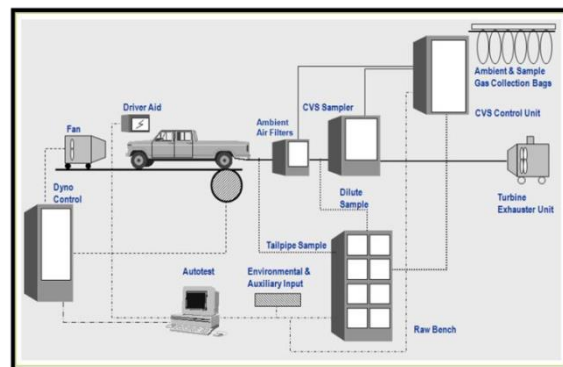 Ambient & Sample
Gas Collection Bags
Driver Aid
Ambient
Air Filters
CVS Sampler
CVS Control Unit
Fan
Dyno
Control
Dilute
Sample
Turbine
Exhauster Unit
Tailpipe Sample
Autotest
Environmental &
Auxiliary Input
Raw Bench